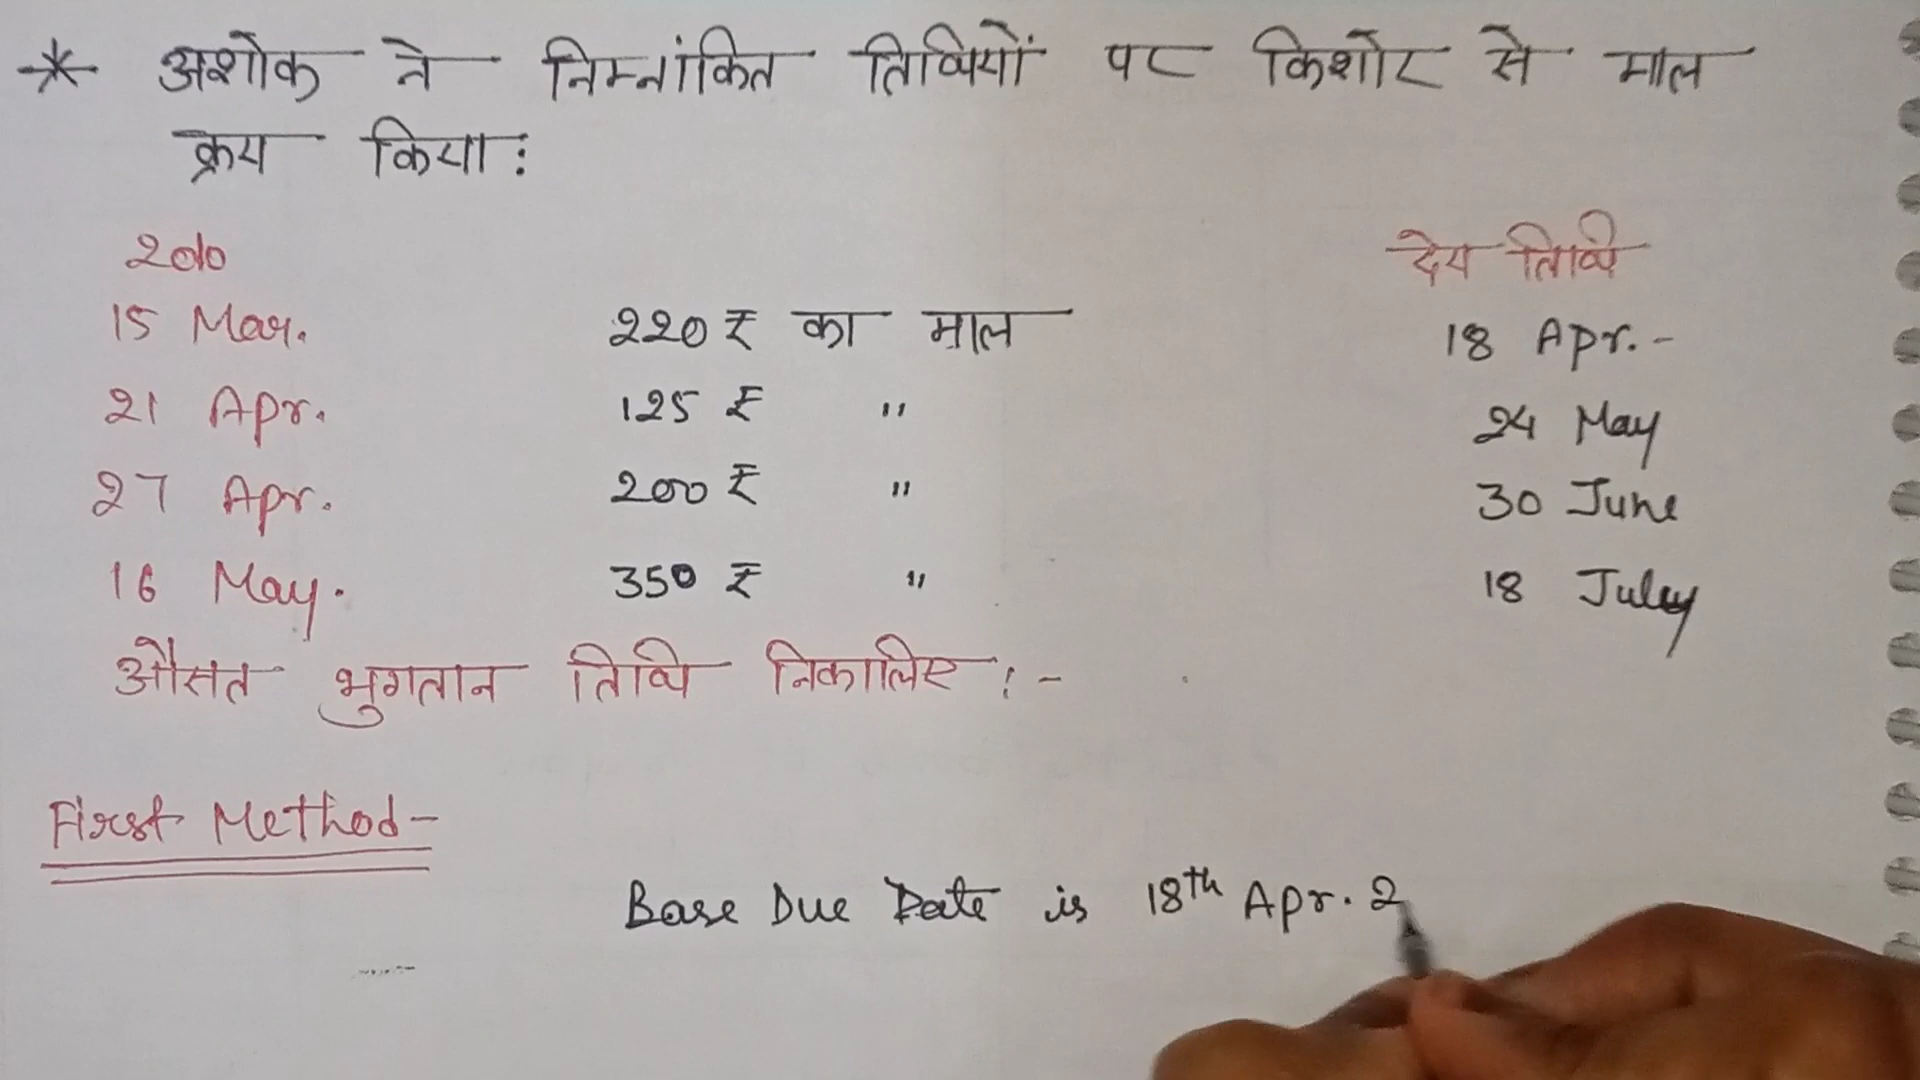 * अशोक ने निम्नांकित तिथियों पर किशोर से माल
क्रय किया :
2010 देय तिथि
15 Mar. 220 ₹ का माल 18 Apr. -
21 Apr. 125 ₹ " 24 May
27 Apr. 200 ₹ " 30 June
16 May. 350 ₹ " 18 Juley
औसत भुगतान तिथि निकालिए : -
First Method -
Base Due Date is 18th Apr. 2